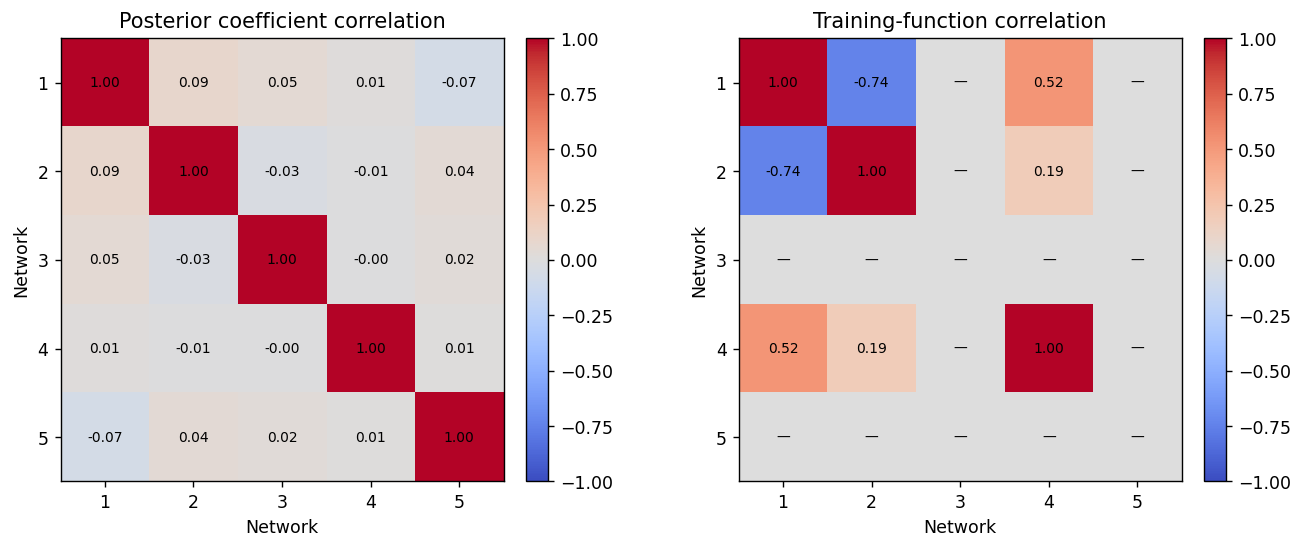 Posterior coefficient correlation
1 1.00 0.09 0.05 0.01 -0.07
2 0.09 1.00 -0.03 -0.01 0.04
3 0.05 -0.03 1.00 -0.00 0.02
4 0.01 -0.01 -0.00 1.00 0.01
5 -0.07 0.04 0.02 0.01 1.00
1 2 3 4 5
Network
Network
1.00
0.75
0.50
0.25
0.00
−0.25
−0.50
−0.75
−1.00
Training-function correlation
1 1.00 -0.74 — 0.52 —
2 -0.74 1.00 — 0.19 —
3 — — — — —
4 0.52 0.19 — 1.00 —
5 — — — — —
1 2 3 4 5
Network
Network
1.00
0.75
0.50
0.25
0.00
−0.25
−0.50
−0.75
−1.00